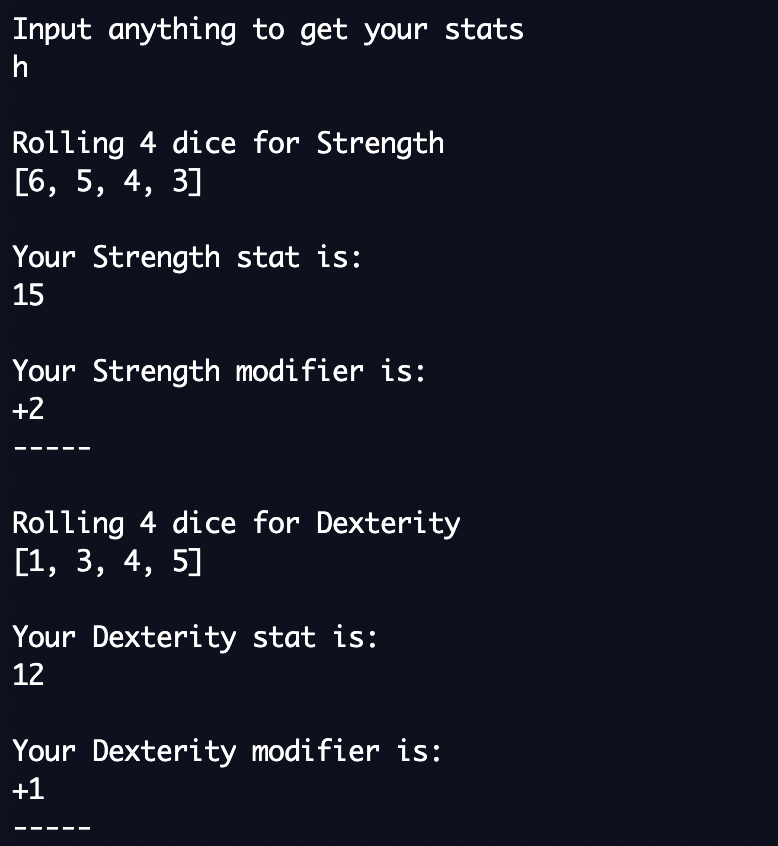 Input anything to get your stats
h
Rolling 4 dice for Strength
[6, 5, 4, 3]
Your Strength stat is:
15
Your Strength modifier is:
+2
-----
Rolling 4 dice for Dexterity
[1, 3, 4, 5]
Your Dexterity stat is:
12
Your Dexterity modifier is:
+1
-----